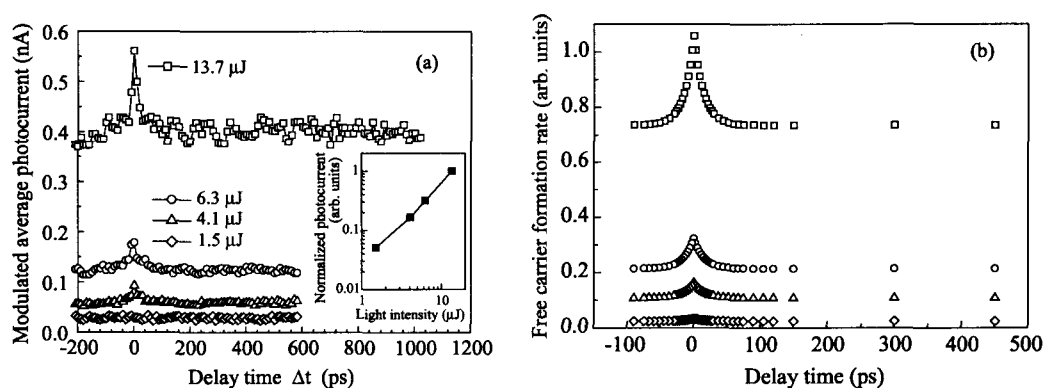 Modulated average photocurrent (nA)
0.6
0.5
0.4
0.3
0.2
0.1
0.0
(a)
13.7 μJ
6.3 μJ
4.1 μJ
1.5 μJ
Normalized photocurrent
(arb. units)
1
0.1
0.01
1
10
Light intensity (μJ)
-200
0
200
400
600
800
1000
1200
Delay time Δt (ps)
Free carrier formation rate (arb. units)
1.0
0.8
0.6
0.4
0.2
0.0
(b)
-100
0
100
200
300
400
500
Delay time (ps)